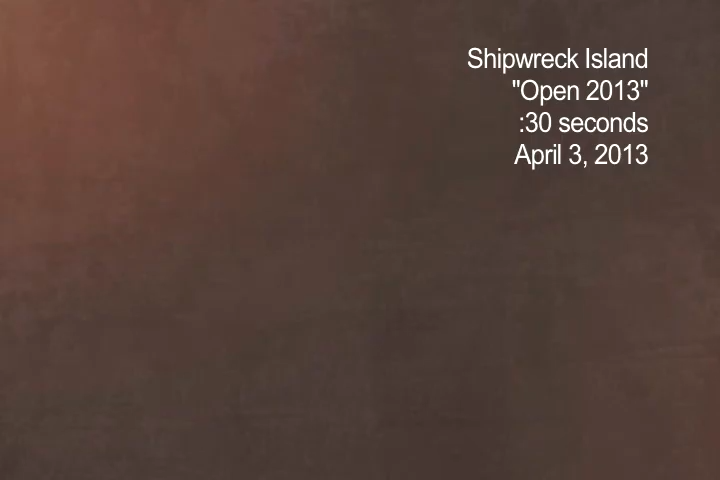 Shipwreck Island
"Open 2013"
:30 seconds
April 3, 2013